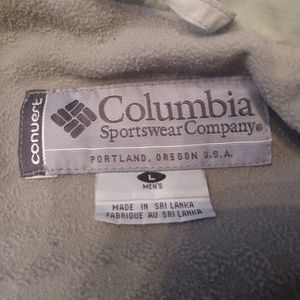 convert
Columbia
Sportswear Company®
PORTLAND, OREGON U.S.A.
L
MEN'S
MADE IN SRI LANKA
FABRIQUE AU SRI LANKA